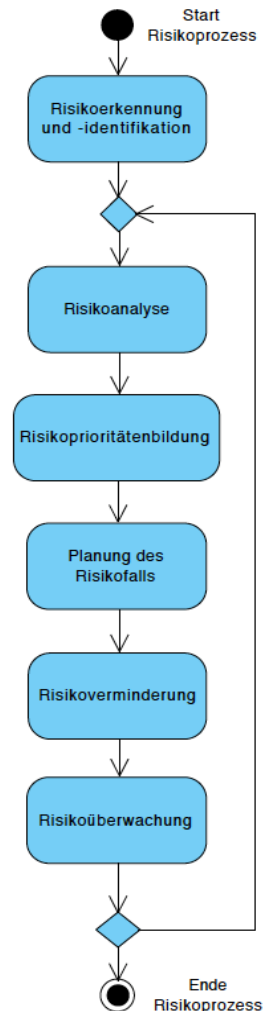 Start
Risikoprozess
Risikoerkennung
und -identifikation
Risikoanalyse
Risikoprioritätenbildung
Planung des
Risikofalls
Risikoverminderung
Risikoüberwachung
Ende
Risikoprozess